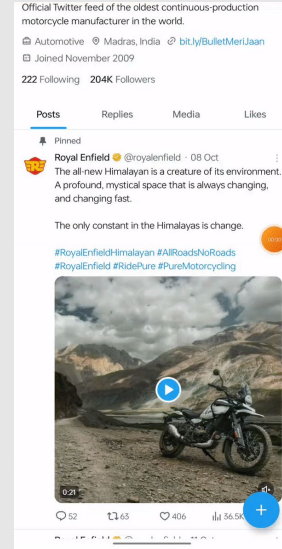 Official Twitter feed of the oldest continuous-production
motorcycle manufacturer in the world.
Automotive Madras, India bit.ly/BulletMeriJaan
Joined November 2009
222 Following 204K Followers
Posts Replies Media Likes
Pinned
Royal Enfield @royalenfield · 08 Oct
The all-new Himalayan is a creature of its environment.
A profound, mystical space that is always changing,
and changing fast.
The only constant in the Himalayas is change.
#RoyalEnfieldHimalayan #AllRoadsNoRoads
#RoyalEnfield #RidePure #PureMotorcycling
0:21
52 63 406 36.5K